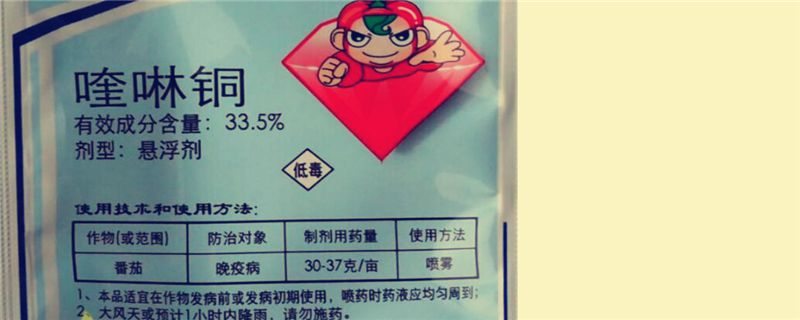 喹啉铜
有效成分含量：33.5%
剂型：悬浮剂
低毒
使用技术和使用方法：
作物(或范围) 防治对象 制剂用药量 使用方法
番茄 晚疫病 30-37克/亩 喷雾
1、本品适宜在作物发病前或发病初期使用，喷药时药液应均匀周到；
2、大风天或预计1小时内降雨，请勿施药。